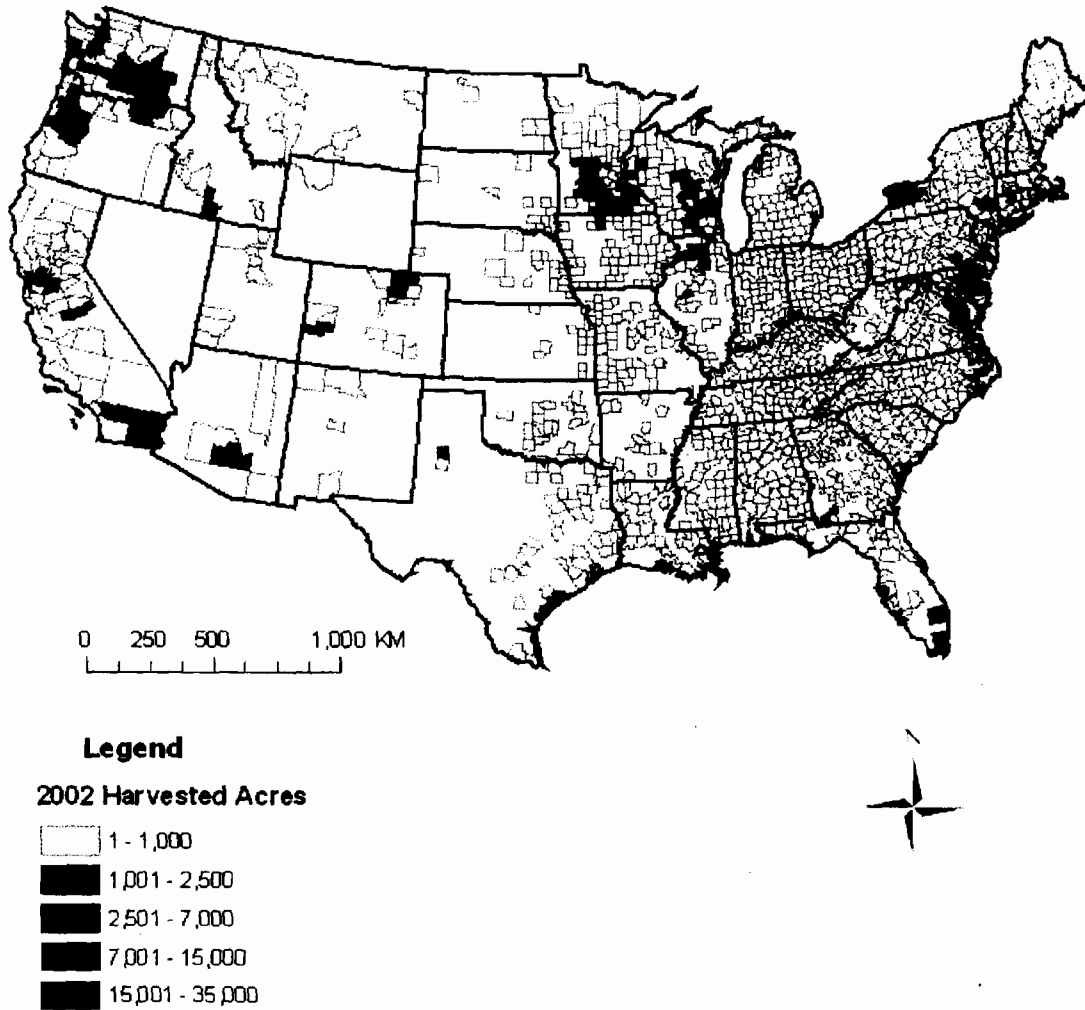 0 250 500 1,000 KM
Legend
2002 Harvested Acres
1 - 1,000
1,001 - 2,500
2,501 - 7,000
7,001 - 15,000
15,001 - 35,000